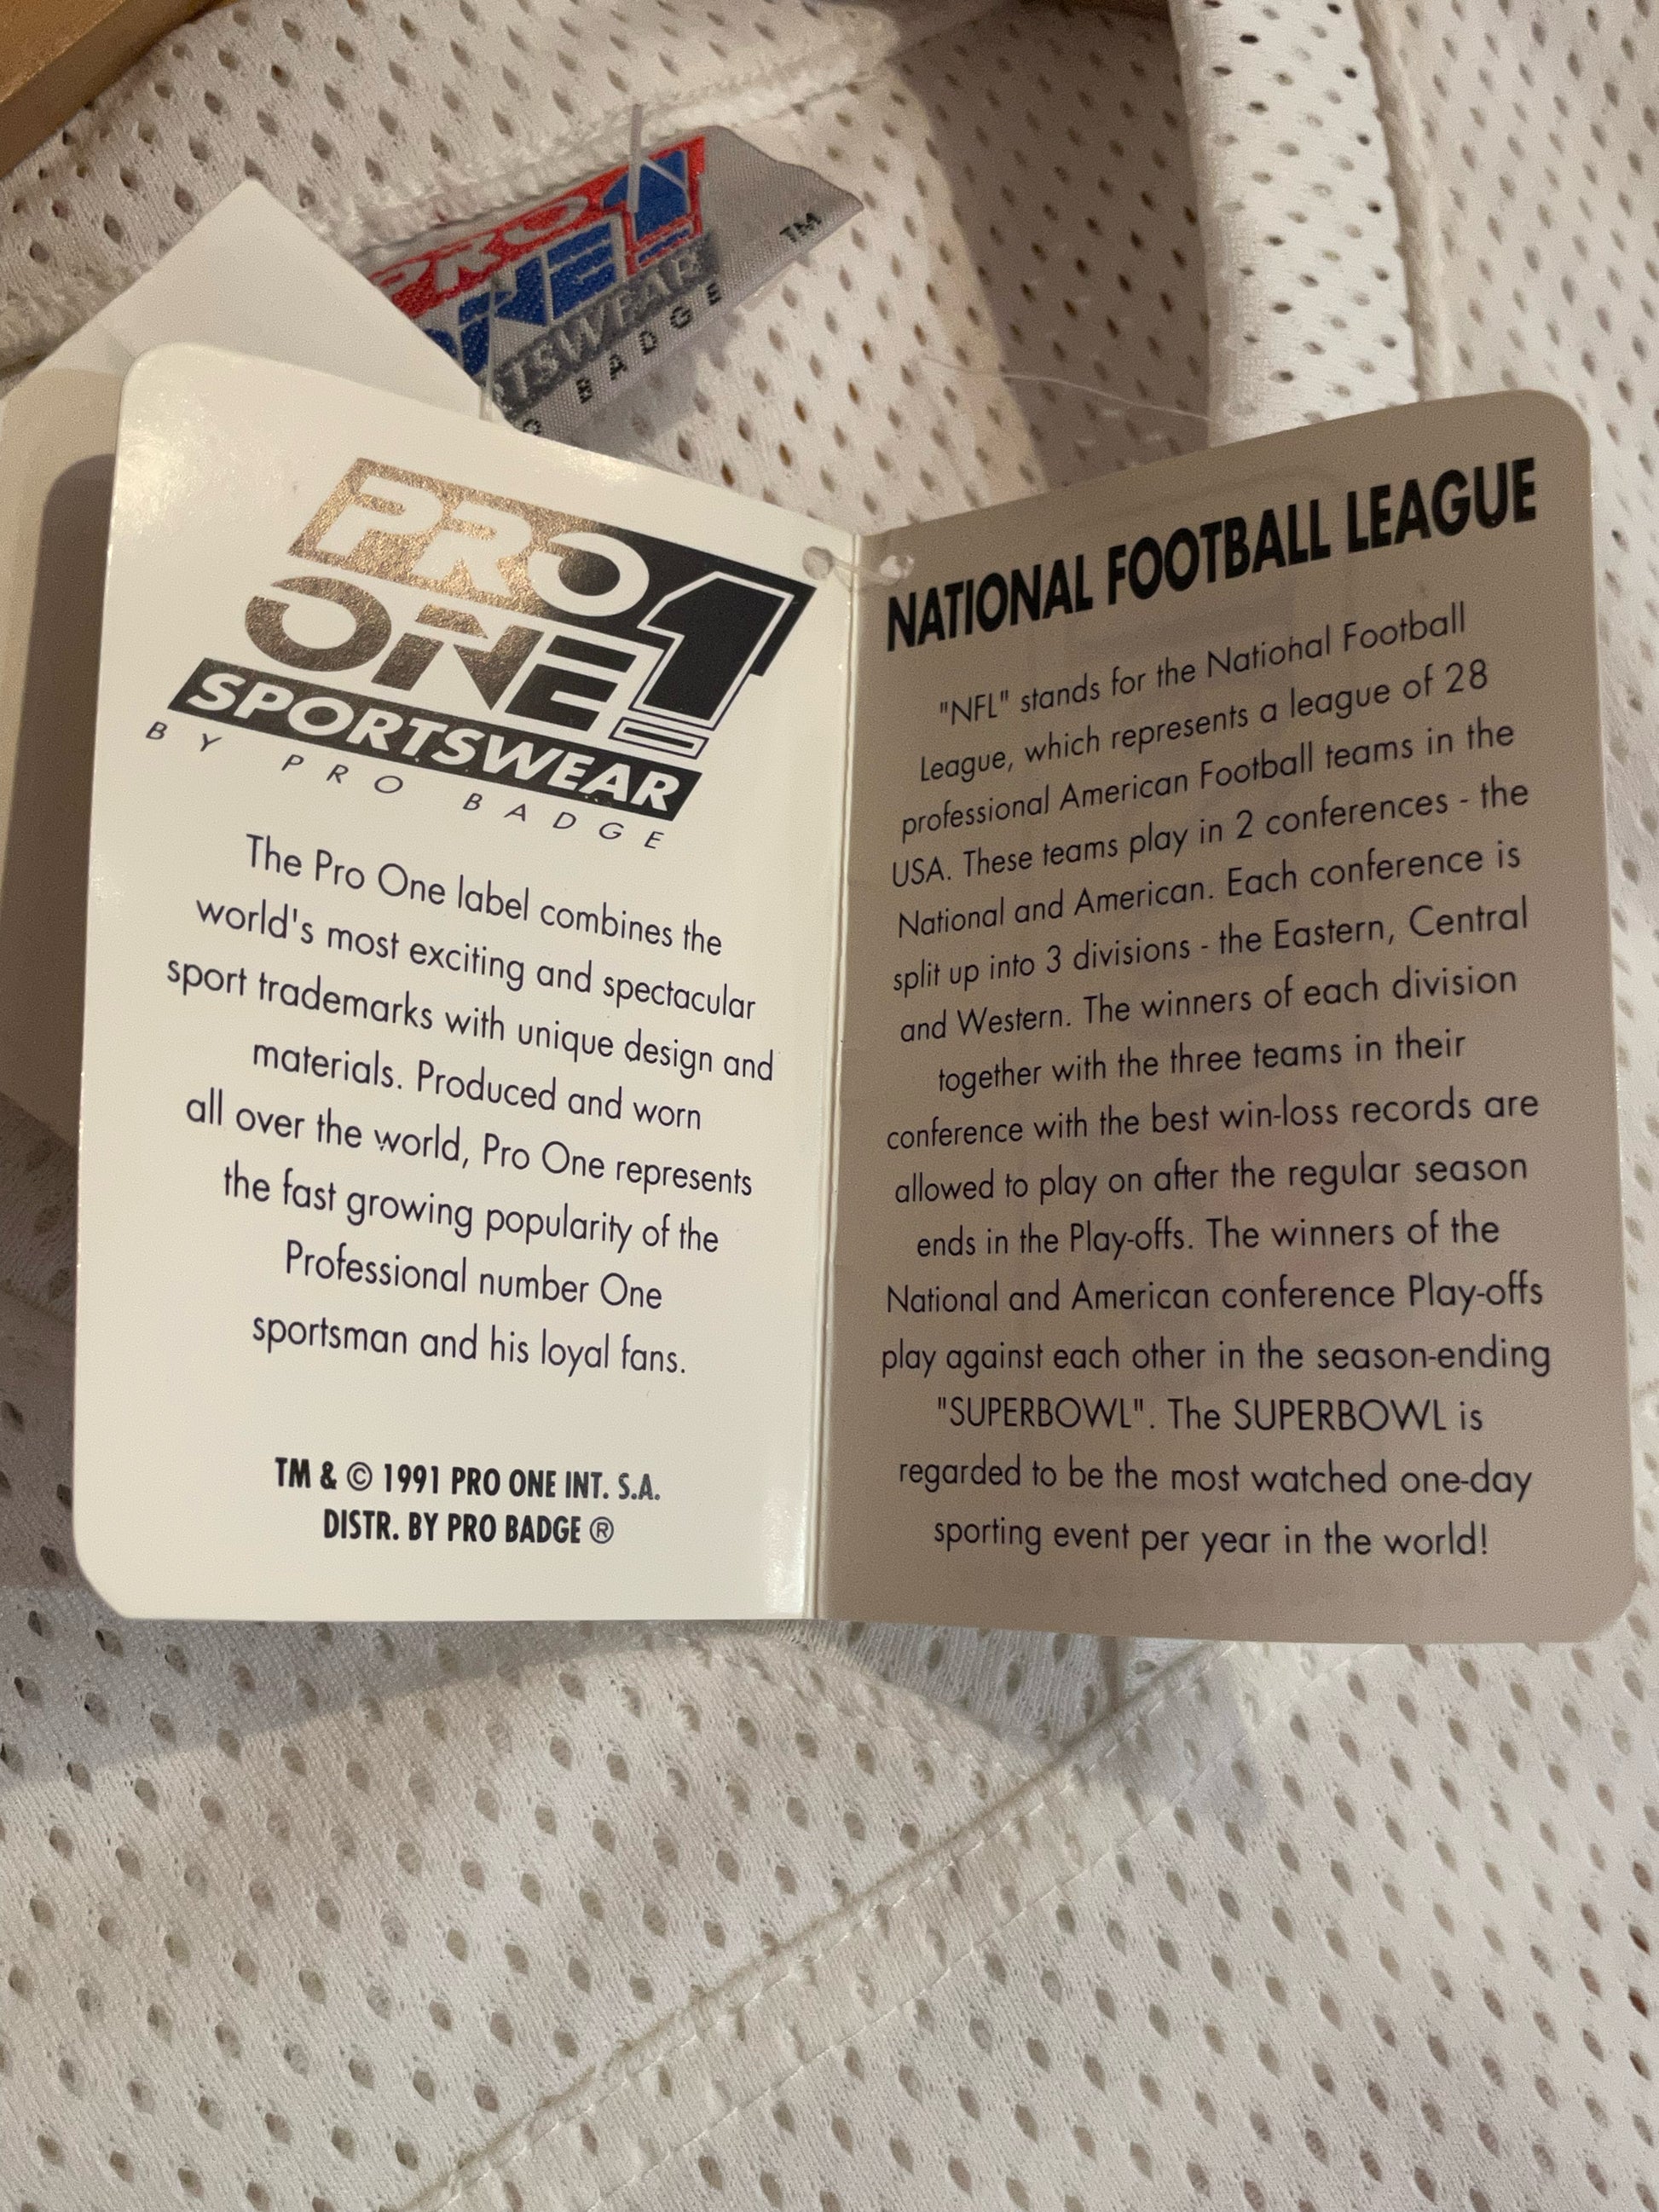 PRO
ONE 1
RTSWEAR
O BADGE
TM
PRO
ONE 1
SPORTSWEAR
BY PRO BADGE
The Pro One label combines the
world's most exciting and spectacular
sport trademarks with unique design and
materials. Produced and worn
all over the world, Pro One represents
the fast growing popularity of the
Professional number One
sportsman and his loyal fans.
TM & © 1991 PRO ONE INT. S.A.
DISTR. BY PRO BADGE ®
NATIONAL FOOTBALL LEAGUE
"NFL" stands for the National Football
League, which represents a league of 28
professional American Football teams in the
USA. These teams play in 2 conferences - the
National and American. Each conference is
split up into 3 divisions - the Eastern, Central
and Western. The winners of each division
together with the three teams in their
conference with the best win-loss records are
allowed to play on after the regular season
ends in the Play-offs. The winners of the
National and American conference Play-offs
play against each other in the season-ending
"SUPERBOWL". The SUPERBOWL is
regarded to be the most watched one-day
sporting event per year in the world!